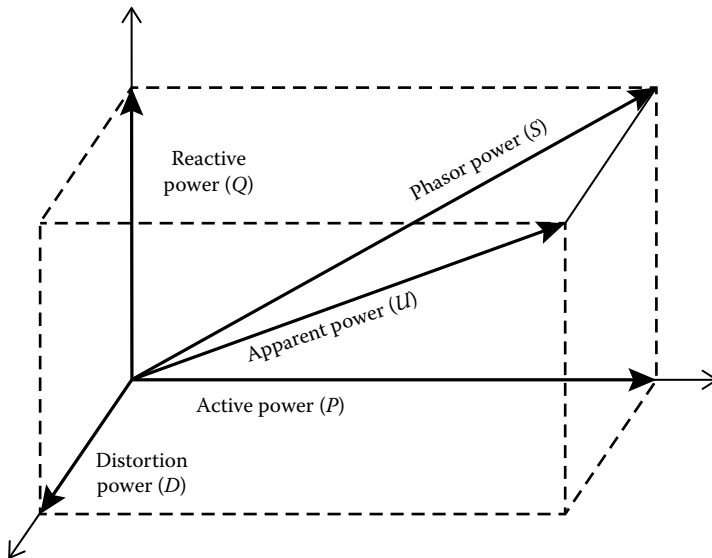 Reactive
power (Q)
Phasor power (S)
Apparent power (U)
Active power (P)
Distortion
power (D)